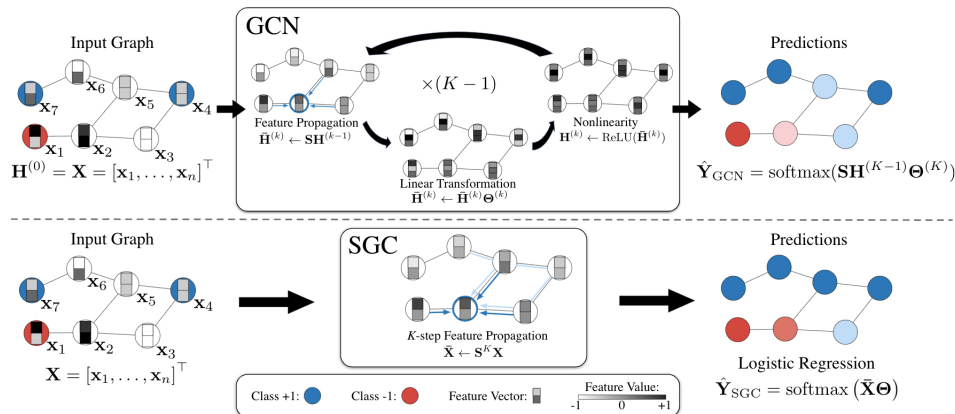 Input Graph
x₇
x₆
x₅
x₄
x₁
x₂
x₃
H⁽⁰⁾ = X = [x₁, . . . , xₙ]⊤
GCN
×(K − 1)
Feature Propagation
H̄⁽ᵏ⁾ ← SH⁽ᵏ⁻¹⁾
Linear Transformation
H̄⁽ᵏ⁾ ← H̄⁽ᵏ⁾Θ⁽ᵏ⁾
Nonlinearity
H⁽ᵏ⁾ ← ReLU(H̄⁽ᵏ⁾)
Predictions
Ŷ_GCN = softmax(SH⁽ᴷ⁻¹⁾Θ⁽ᴷ⁾)
Input Graph
x₇
x₆
x₅
x₄
x₁
x₂
x₃
X = [x₁, . . . , xₙ]⊤
SGC
K-step Feature Propagation
X̄ ← SᴷX
Predictions
Logistic Regression
Ŷ_SGC = softmax (X̄Θ)
Class +1: Class -1: Feature Vector: Feature Value:
-1 0 +1